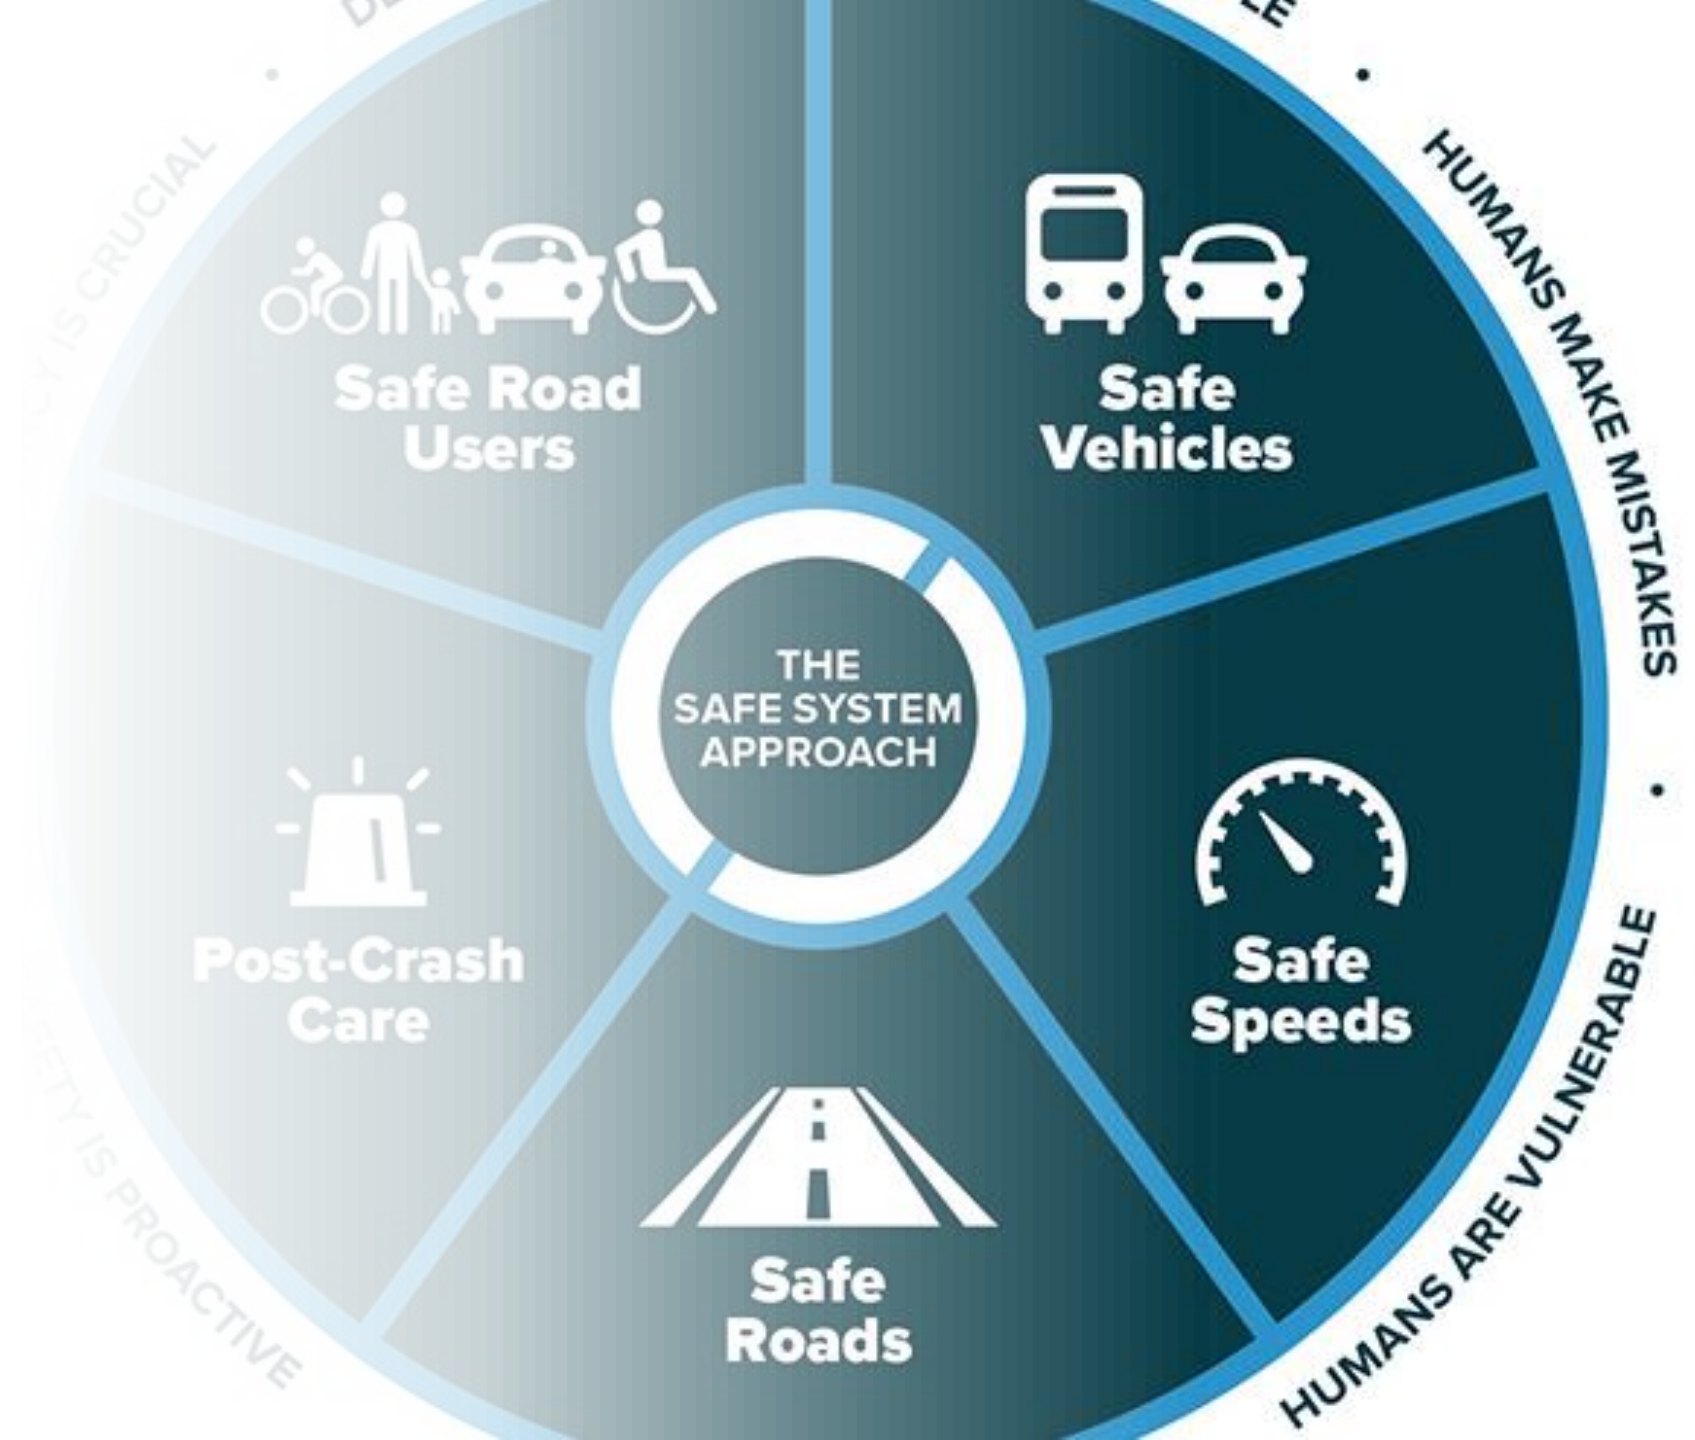 IS CRUCIAL
HUMANS MAKE MISTAKES
Safe Road
Users
Safe
Vehicles
THE
SAFE SYSTEM
APPROACH
Post-Crash
Care
Safe
Speeds
Safe
Roads
IS PROACTIVE
HUMANS ARE VULNERABLE